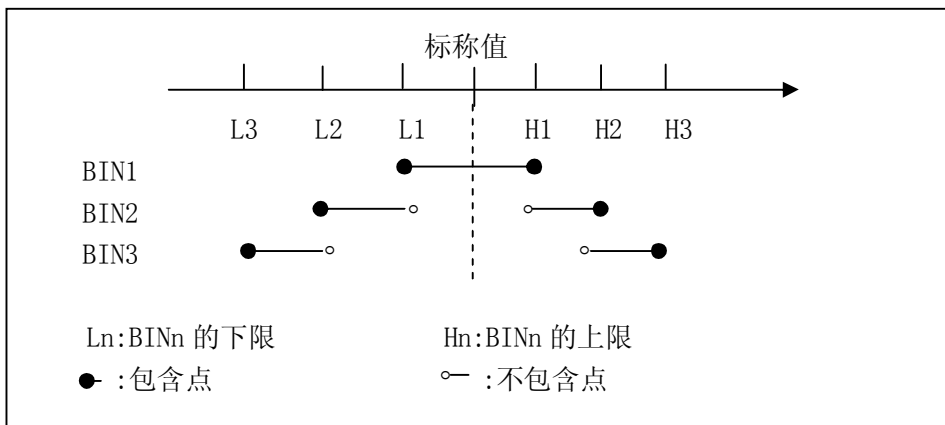 标称值
L3 L2 L1 H1 H2 H3
BIN1
BIN2
BIN3
Ln:BINn 的下限 Hn:BINn 的上限
:包含点 :不包含点